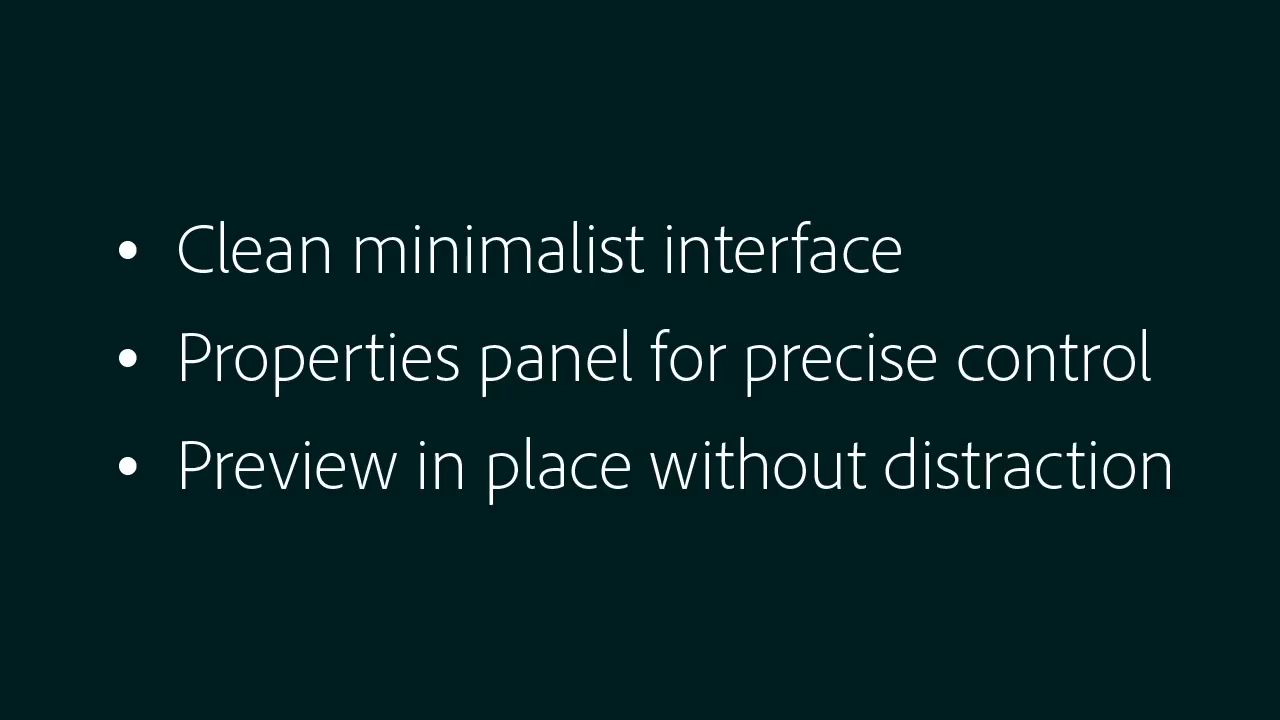 • Clean minimalist interface
• Properties panel for precise control
• Preview in place without distraction